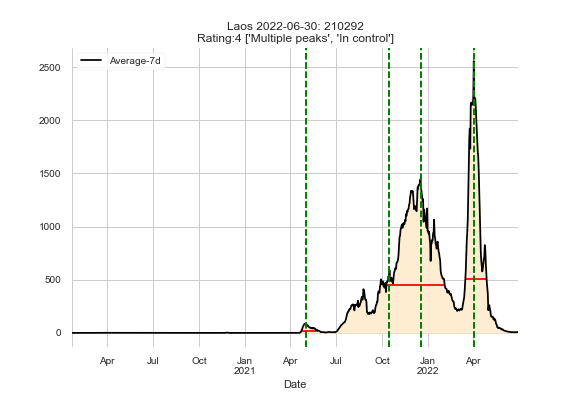 Laos 2022-06-30: 210292
Rating:4 ['Multiple peaks', 'In control']
Average-7d
2500
2000
1500
1000
500
0
Apr Jul Oct Jan Apr Jul Oct Jan Apr
2021 2022
Date